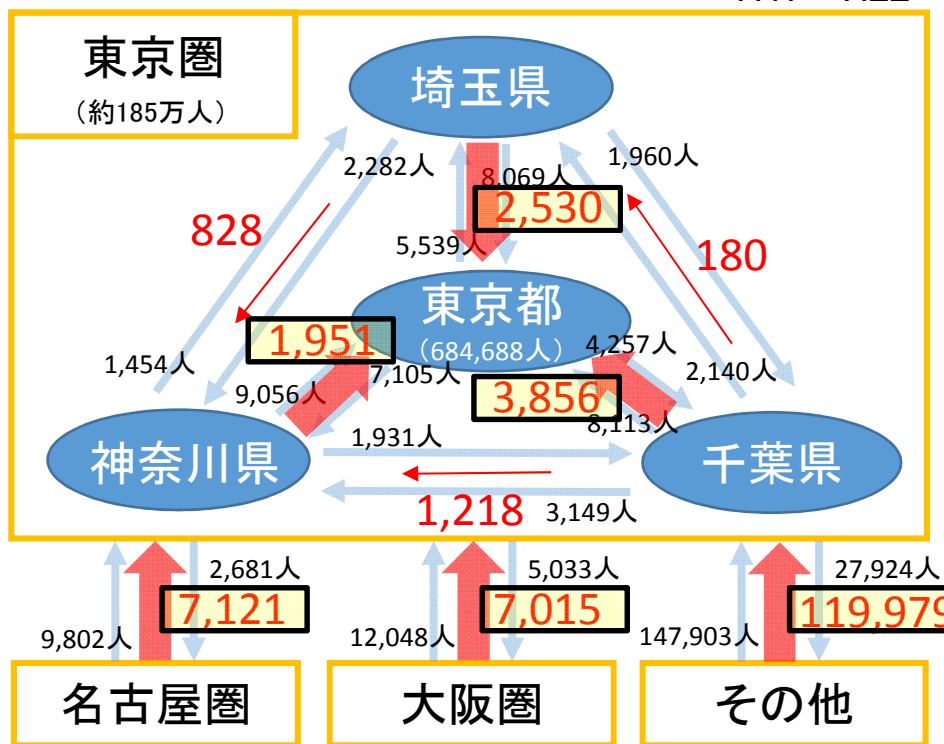 東京圏
（約185万人）
埼玉県
2,282人
8,069人
1,960人
2,530
828
5,539人
180
東京都
（684,688人）
1,951
4,257人
1,454人
7,105人
2,140人
9,056人
3,856
8,113人
1,931人
神奈川県
千葉県
1,218
3,149人
2,681人
5,033人
27,924人
7,121
7,015
119,979
9,802人
12,048人
147,903人
名古屋圏
大阪圏
その他